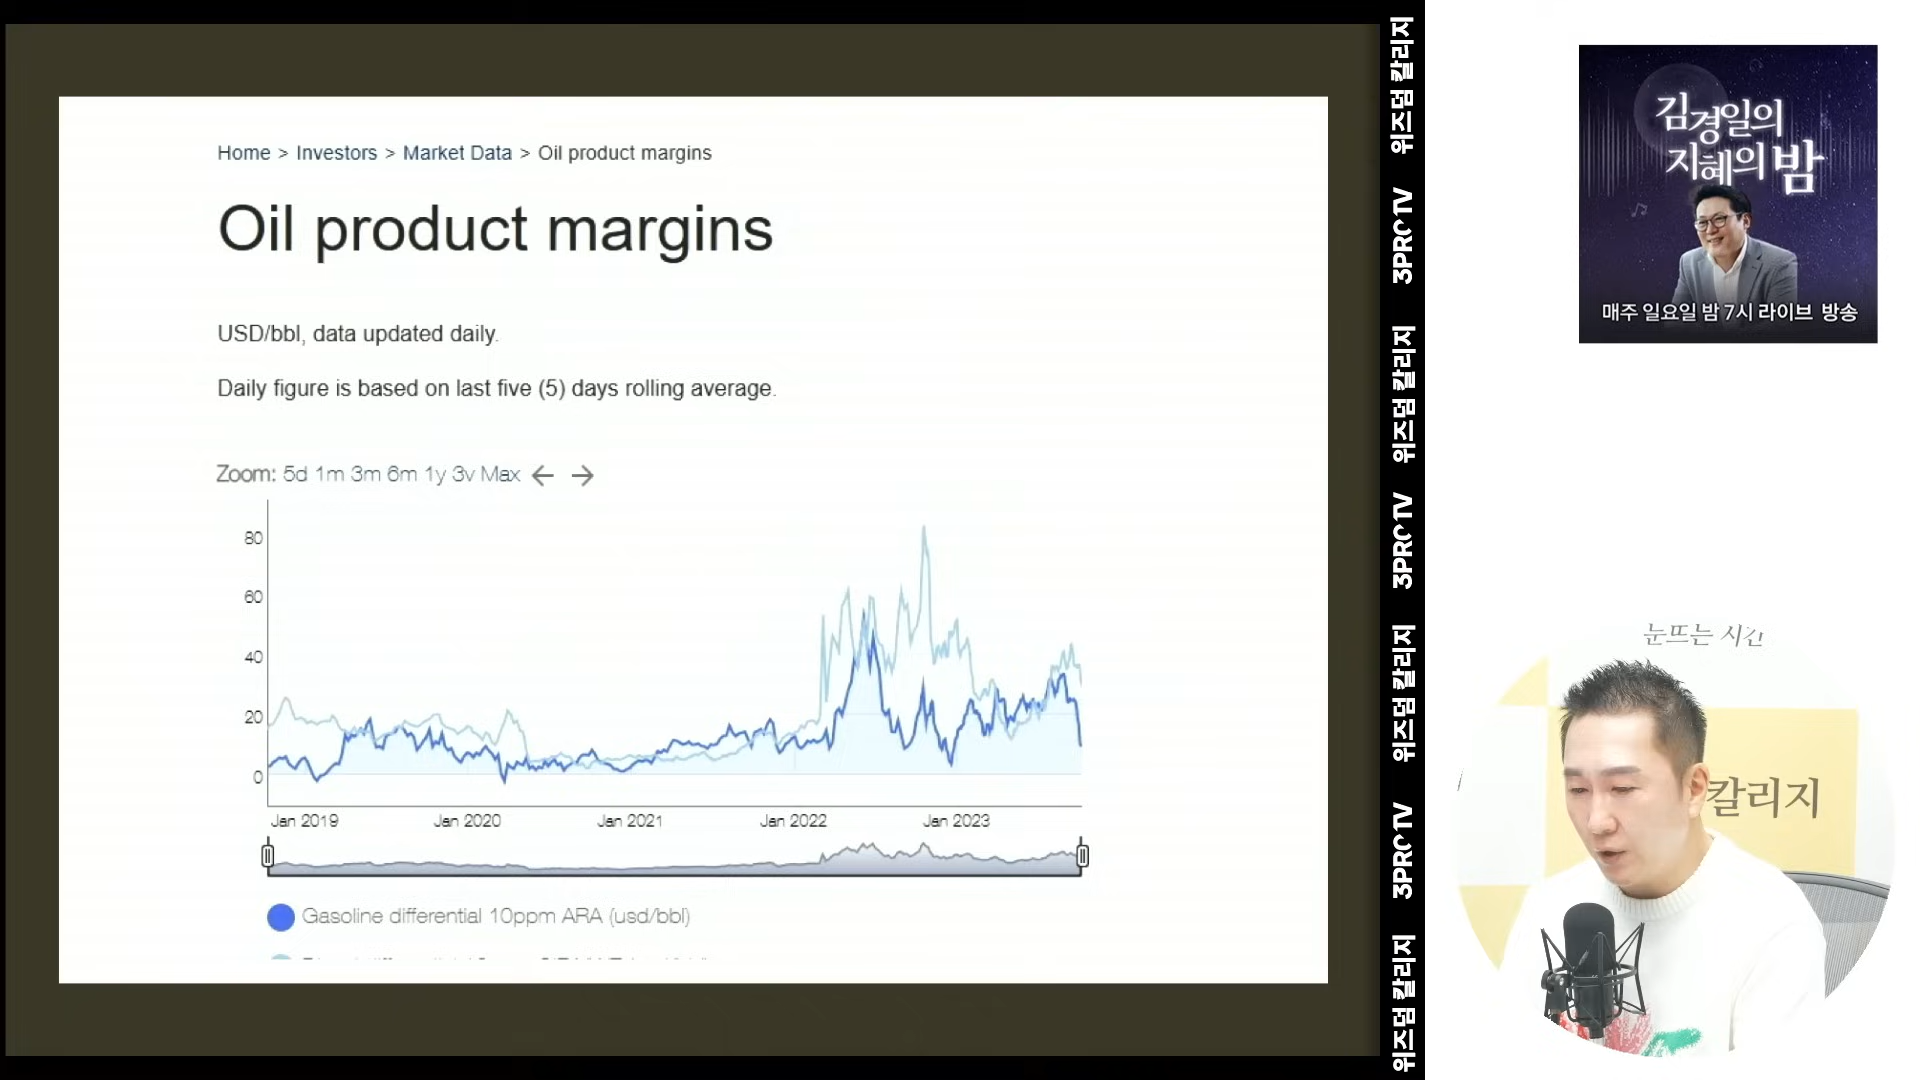 Home > Investors > Market Data > Oil product margins
Oil product margins
USD/bbl, data updated daily.
Daily figure is based on last five (5) days rolling average.
Zoom: 5d 1m 3m 6m 1y 3y Max ← →
80
60
40
20
0
Jan 2019
Jan 2020
Jan 2021
Jan 2022
Jan 2023
Gasoline differential 10ppm ARA (usd/bbl)
위즈덤 칼리지
3PROTV
위즈덤 칼리지
3PROTV
위즈덤 칼리지
3PROTV
위즈덤 칼리지
김경일의
지혜의 밤
매주 일요일 밤 7시 라이브 방송
눈뜨는 시간
칼리지